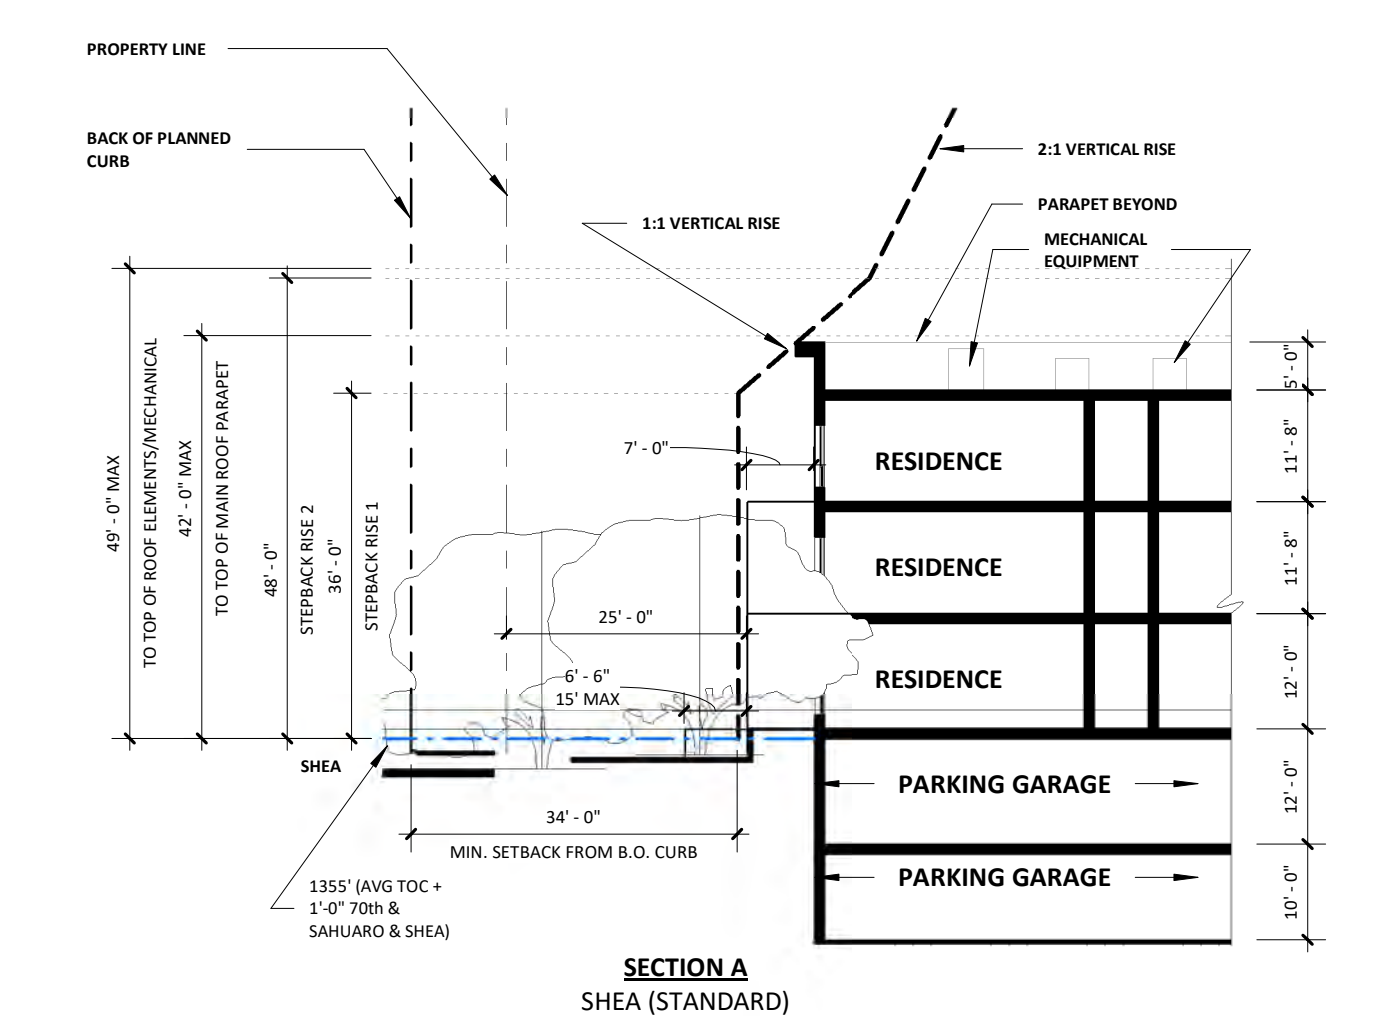 PROPERTY LINE
BACK OF PLANNED
CURB
2:1 VERTICAL RISE
PARAPET BEYOND
1:1 VERTICAL RISE
MECHANICAL
EQUIPMENT
49' - 0" MAX
TO TOP OF ROOF ELEMENTS/MECHANICAL
42' - 0" MAX
TO TOP OF MAIN ROOF PARAPET
48' - 0"
STEPBACK RISE 2
36' - 0"
STEPBACK RISE 1
5' - 0"
7' - 0"
RESIDENCE
11' - 8"
RESIDENCE
11' - 8"
25' - 0"
6' - 6"
15' MAX
RESIDENCE
12' - 0"
SHEA
PARKING GARAGE
12' - 0"
34' - 0"
MIN. SETBACK FROM B.O. CURB
PARKING GARAGE
10' - 0"
1355' (AVG TOC +
1'-0" 70th &
SAHUARO & SHEA)
SECTION A
SHEA (STANDARD)